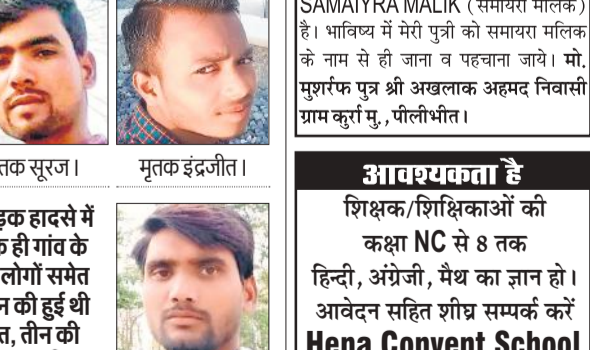 तक सूरज ।
मृतक इंद्रजीत ।
ड़क हादसे में
क ही गांव के
लोगों समेत
न की हुई थी
त, तीन की
SAMAIYRA MALIK (समायरा मलिक)
है। भाविष्य में मेरी पुत्री को समायरा मलिक
के नाम से ही जाना व पहचाना जाये। मो.
मुशर्रफ पुत्र श्री अखलाक अहमद निवासी
ग्राम कुर्रा मु., पीलीभीत।
आवश्यकता है
शिक्षक/शिक्षिकाओं की
कक्षा NC से 8 तक
हिन्दी, अंग्रेजी, मैथ का ज्ञान हो।
आवेदन सहित शीघ्र सम्पर्क करें
Hena Convent School